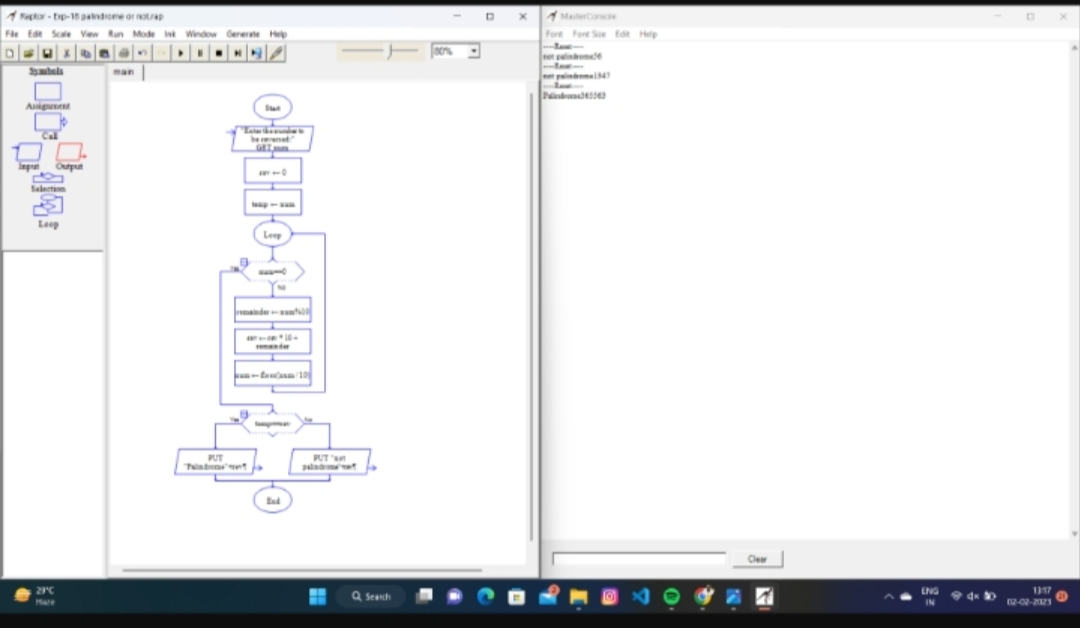 Raptor - Exp-18 palindrome or not.rap
File Edit Scale View Run Mode Ink Window Generate Help
80%
Symbols
Assignment
Call
Input Output
Selection
Loop
main
Start
"Enter the number to
be reversed:"
GET num
rev ← 0
temp ← num
Loop
Yes
num==0
No
remainder ← num%10
rev ← rev * 10 +
remainder
num ← floor(num / 10)
Yes
temp==rev
No
PUT
"Palindrome"+rev¶
PUT "not
palindrome"+rev¶
End
MasterConsole
Font Font Size Edit Help
----Reset----
not palindrome56
----Reset----
not palindrome1347
----Reset----
Clear
29°C
Haze
Search
ENG
IN
13:17
02-02-2023